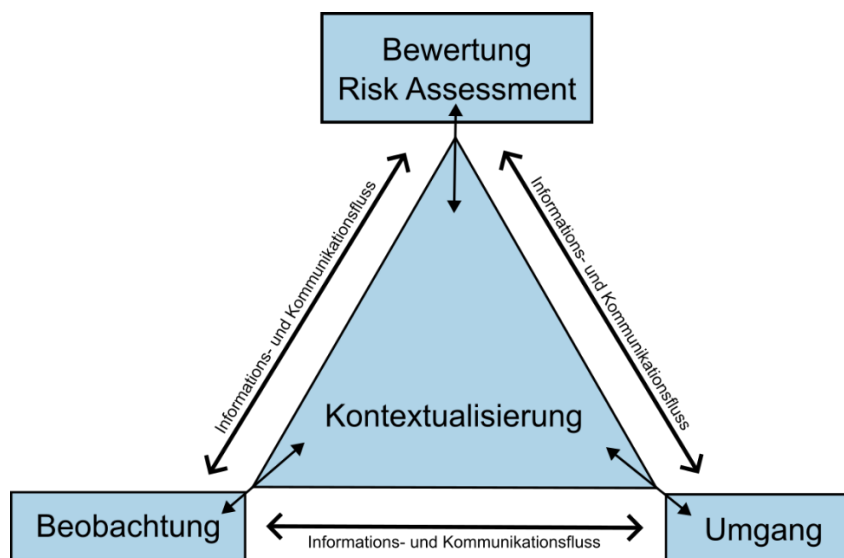 Bewertung
Risk Assessment
Informations- und Kommunikationsfluss
Informations- und Kommunikationsfluss
Kontextualisierung
Beobachtung
Informations- und Kommunikationsfluss
Umgang